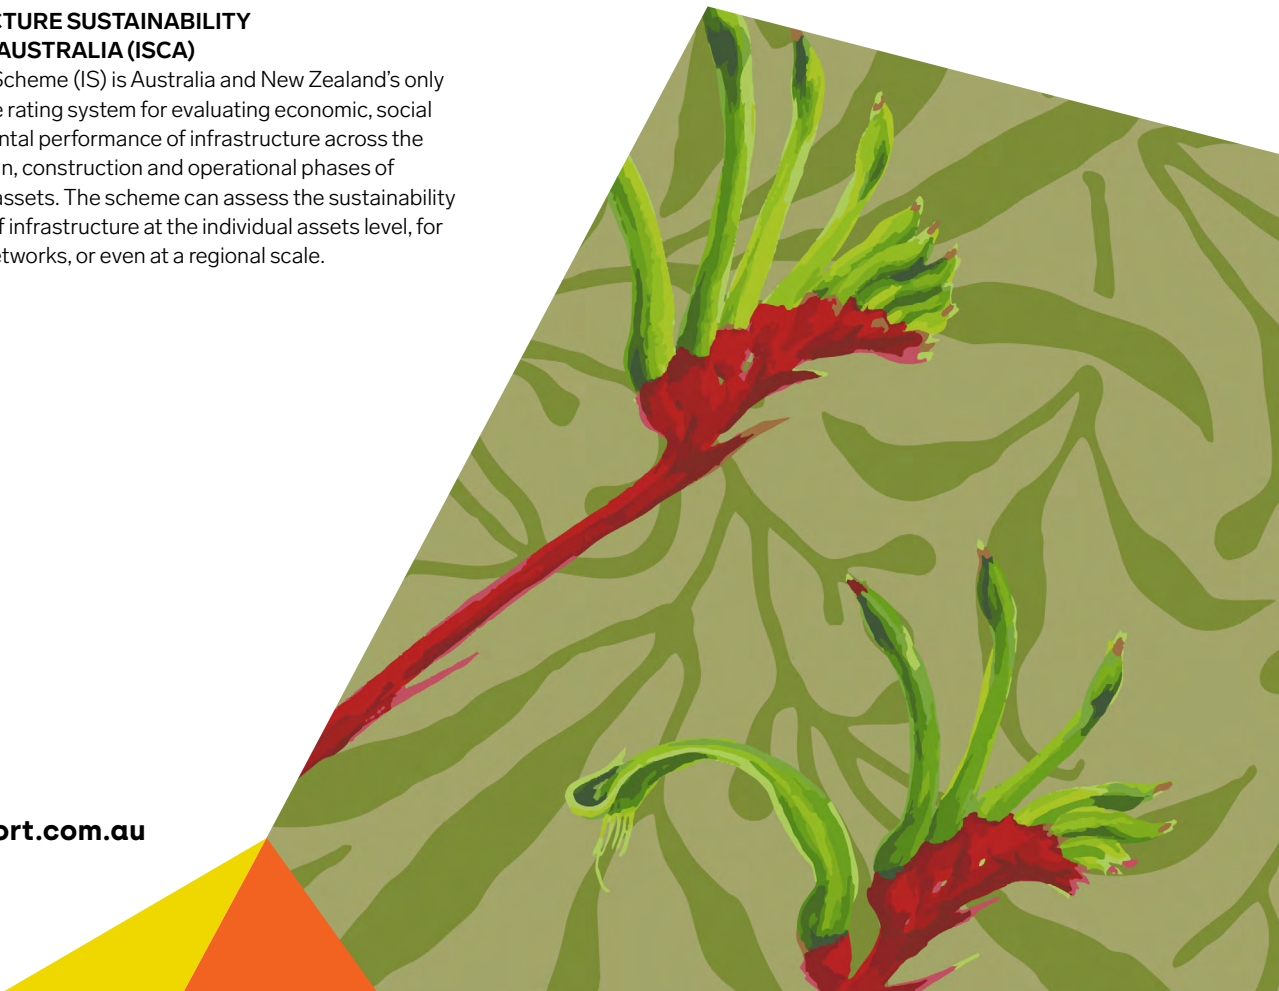 CTURE SUSTAINABILITY
AUSTRALIA (ISCA)
Scheme (IS) is Australia and New Zealand’s only
e rating system for evaluating economic, social
ntal performance of infrastructure across the
n, construction and operational phases of
assets. The scheme can assess the sustainability
f infrastructure at the individual assets level, for
etworks, or even at a regional scale.
ort.com.au